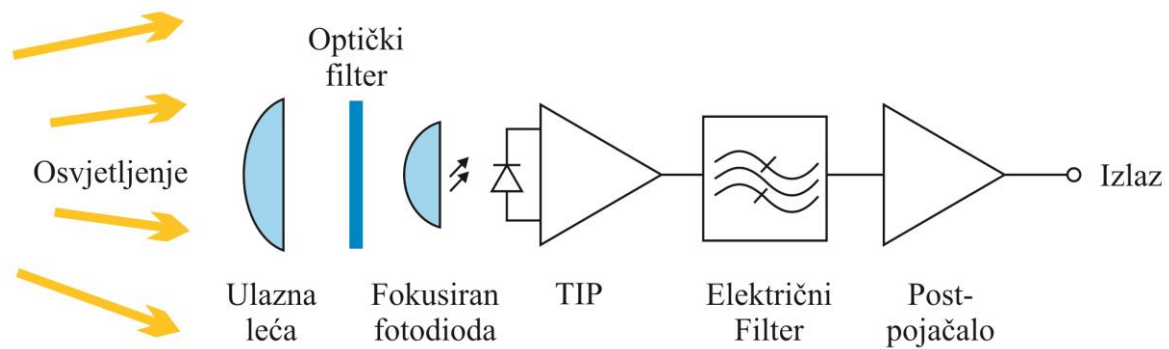 Optički
filter
Osvjetljenje
Izlaz
Ulazna
leća
Fokusiran
fotodioda
TIP
Električni
Filter
Post-
pojačalo